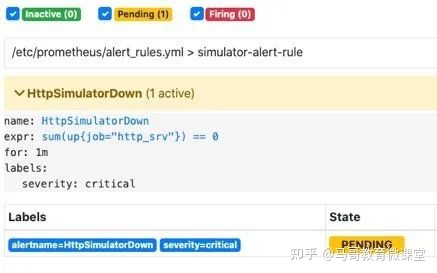 Inactive (0) Pending (1) Firing (0)
/etc/prometheus/alert_rules.yml > simulator-alert-rule
HttpSimulatorDown (1 active)
name: HttpSimulatorDown
expr: sum(up{job="http_srv"}) == 0
for: 1m
labels:
severity: critical
Labels State
alertname=HttpSimulatorDown severity=critical PENDING
知乎 @马哥教育微课堂